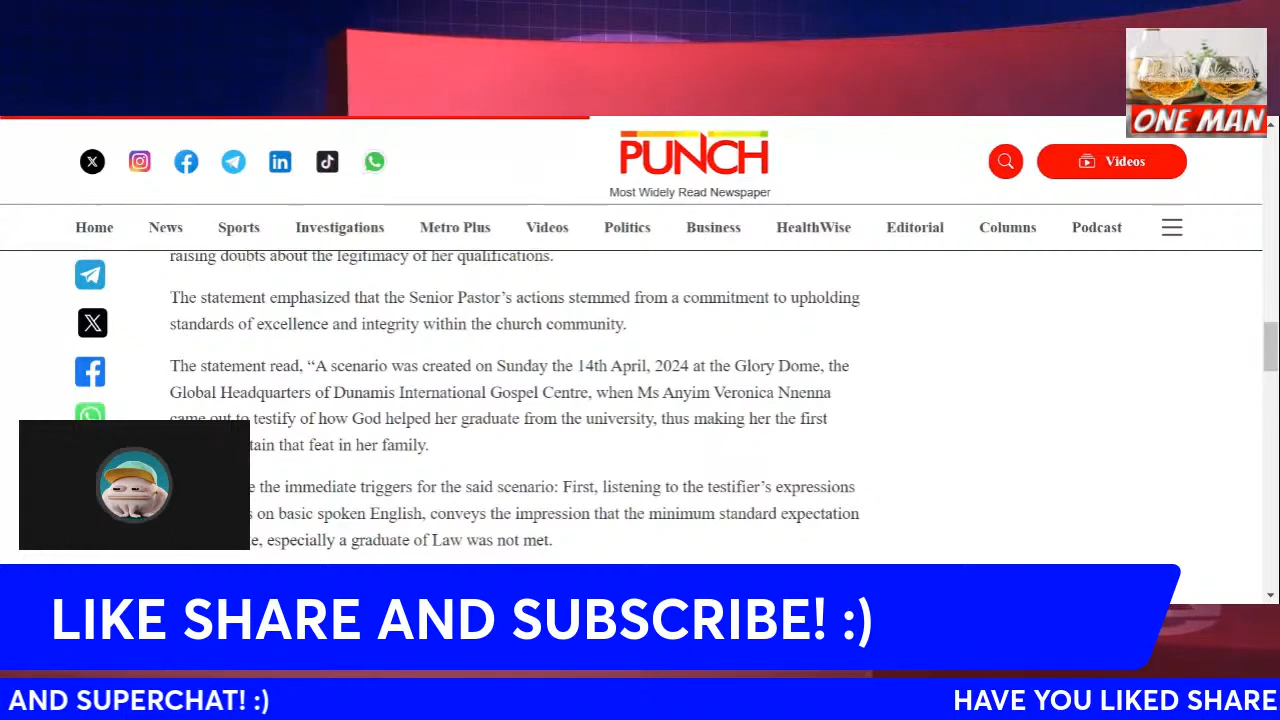 ONE MAN
PUNCH
Most Widely Read Newspaper
Videos
Home News Sports Investigations Metro Plus Videos Politics Business HealthWise Editorial Columns Podcast
raising doubts about the legitimacy of her qualifications.
The statement emphasized that the Senior Pastor’s actions stemmed from a commitment to upholding
standards of excellence and integrity within the church community.
The statement read, “A scenario was created on Sunday the 14th April, 2024 at the Glory Dome, the
Global Headquarters of Dunamis International Gospel Centre, when Ms Anyim Veronica Nnenna
came out to testify of how God helped her graduate from the university, thus making her the first
that feat in her family.
the immediate triggers for the said scenario: First, listening to the testifier’s expressions
on basic spoken English, conveys the impression that the minimum standard expectation
especially a graduate of Law was not met.
LIKE SHARE AND SUBSCRIBE! :)
AND SUPERCHAT! :) HAVE YOU LIKED SHARE